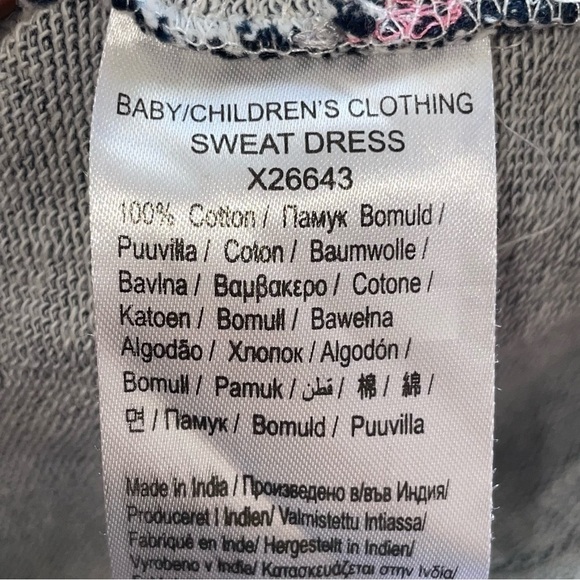 BABY/CHILDREN'S CLOTHING
SWEAT DRESS
X26643
100% Cotton / Памук Bomuld /
Puuvilla / Coton / Baumwolle /
Bavlna / Βαμβακερο / Cotone /
Katoen / Bomull / Bawełna
Algodão / Хлопок / Algodón /
Bomull / Pamuk / قطن / 棉 / 綿 /
면 / Памук / Bomuld / Puuvilla
Made in India / Произведено в/във Индия/
Produceret I Indien/ Valmistettu Intiassa/
Fabriqué en Inde/ Hergestellt in Indien/
Vyrobeno v Indie/ Κατασκευάζεται στην Ινδία/